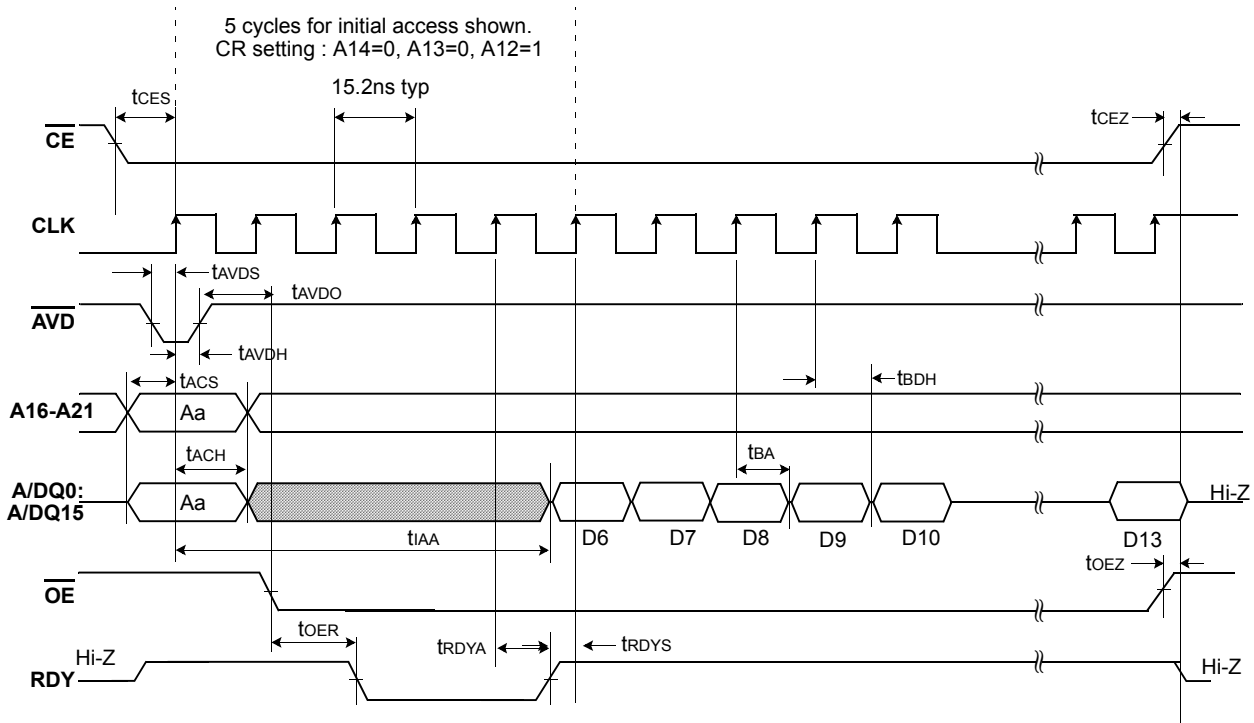 5 cycles for initial access shown.
CR setting : A14=0, A13=0, A12=1
15.2ns typ
tCES
tCEZ
CE
CLK
tAVDS
tAVDO
AVD
tAVDH
tACS
tBDH
A16-A21
Aa
tACH
tBA
A/DQ0:
A/DQ15
Aa
Hi-Z
tIAA
D6
D7
D8
D9
D10
D13
tOEZ
OE
tOER
tRDYA
tRDYS
Hi-Z
Hi-Z
RDY